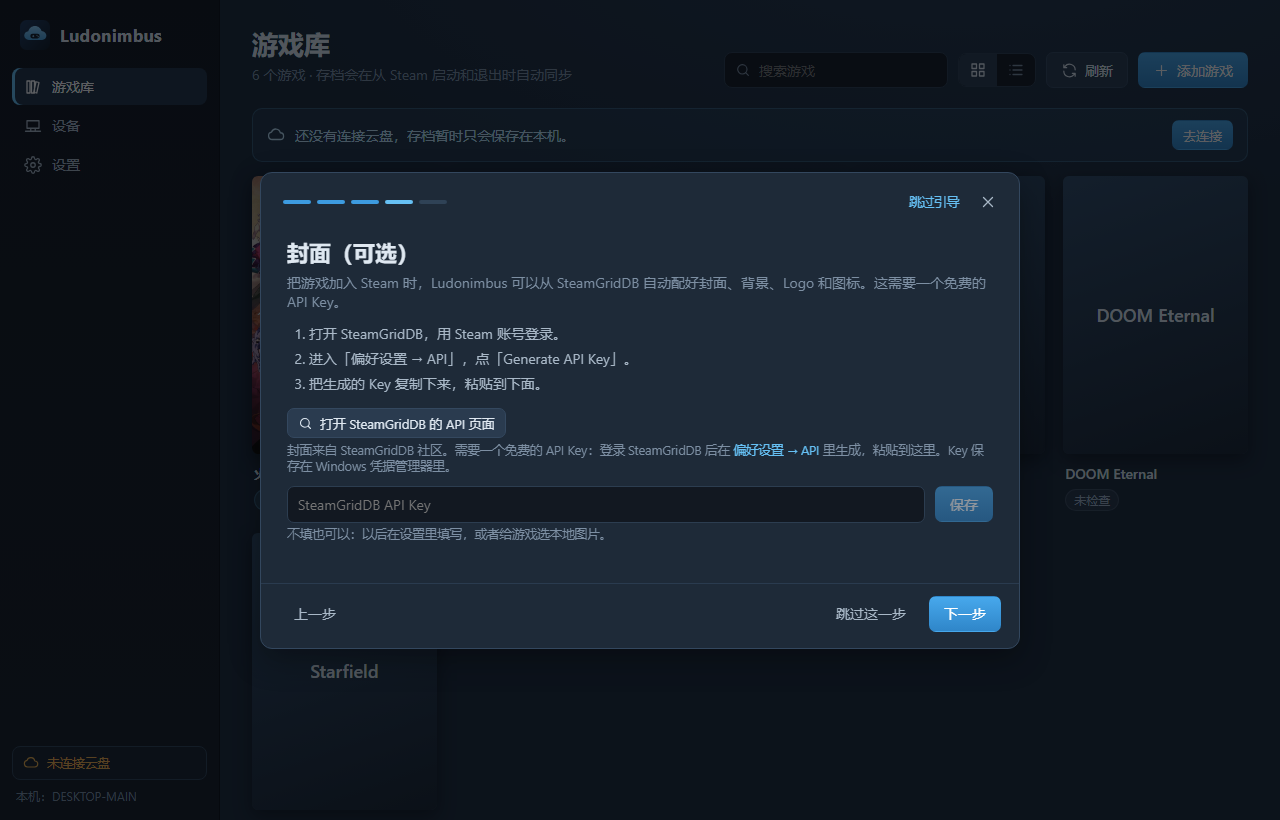 Ludonimbus
游戏库
设备
设置
未连接云盘
本机：DESKTOP-MAIN
游戏库
6 个游戏 · 存档会在从 Steam 启动和退出时自动同步
搜索游戏
刷新
添加游戏
还没有连接云盘，存档暂时只会保存在本机。
去连接
跳过引导
封面（可选）
把游戏加入 Steam 时，Ludonimbus 可以从 SteamGridDB 自动配好封面、背景、Logo 和图标。这需要一个免费的
API Key。
1. 打开 SteamGridDB，用 Steam 账号登录。
2. 进入「偏好设置 → API」，点「Generate API Key」。
3. 把生成的 Key 复制下来，粘贴到下面。
打开 SteamGridDB 的 API 页面
封面来自 SteamGridDB 社区。需要一个免费的 API Key：登录 SteamGridDB 后在 偏好设置 → API 里生成，粘贴到这里。Key 保
存在 Windows 凭据管理器里。
SteamGridDB API Key
保存
不填也可以：以后在设置里填写，或者给游戏选本地图片。
上一步
跳过这一步
下一步
DOOM Eternal
DOOM Eternal
未检查
Starfield